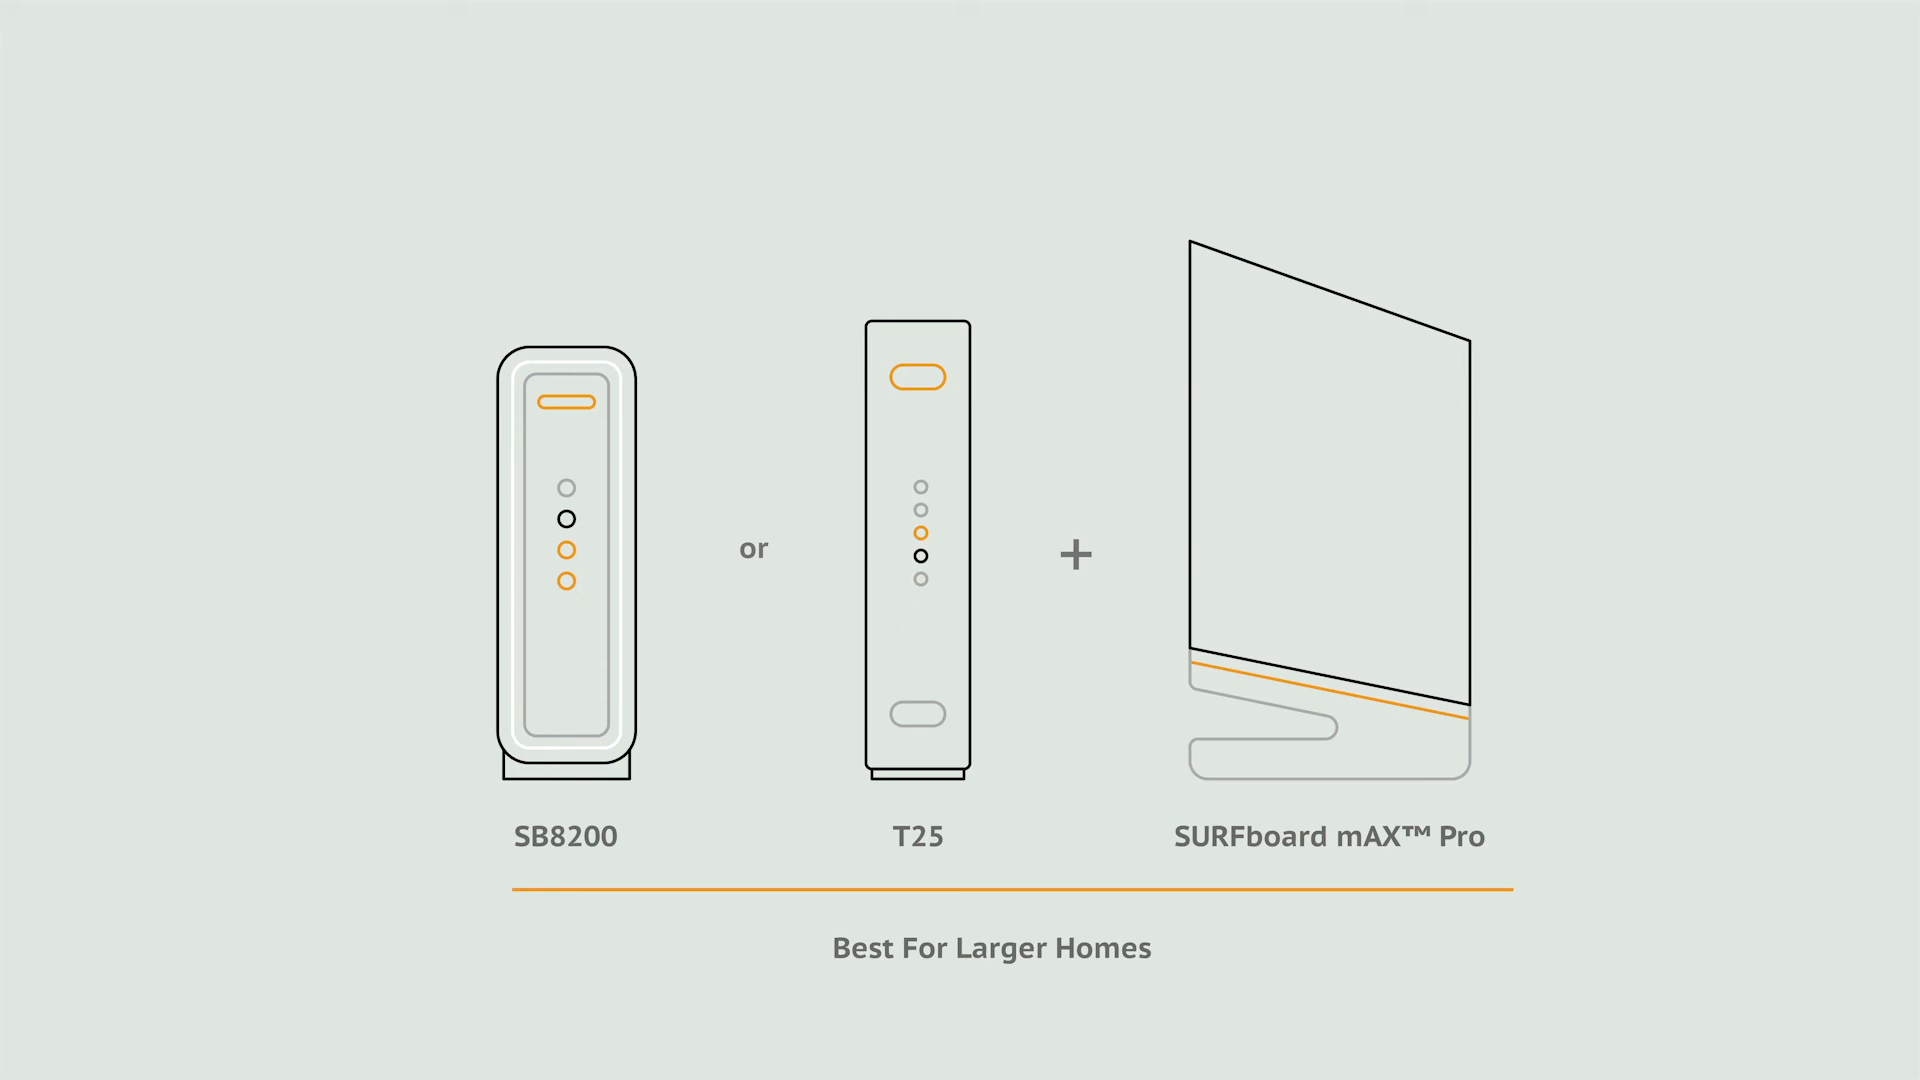 or
+
SB8200
T25
SURFboard mAX™ Pro
Best For Larger Homes